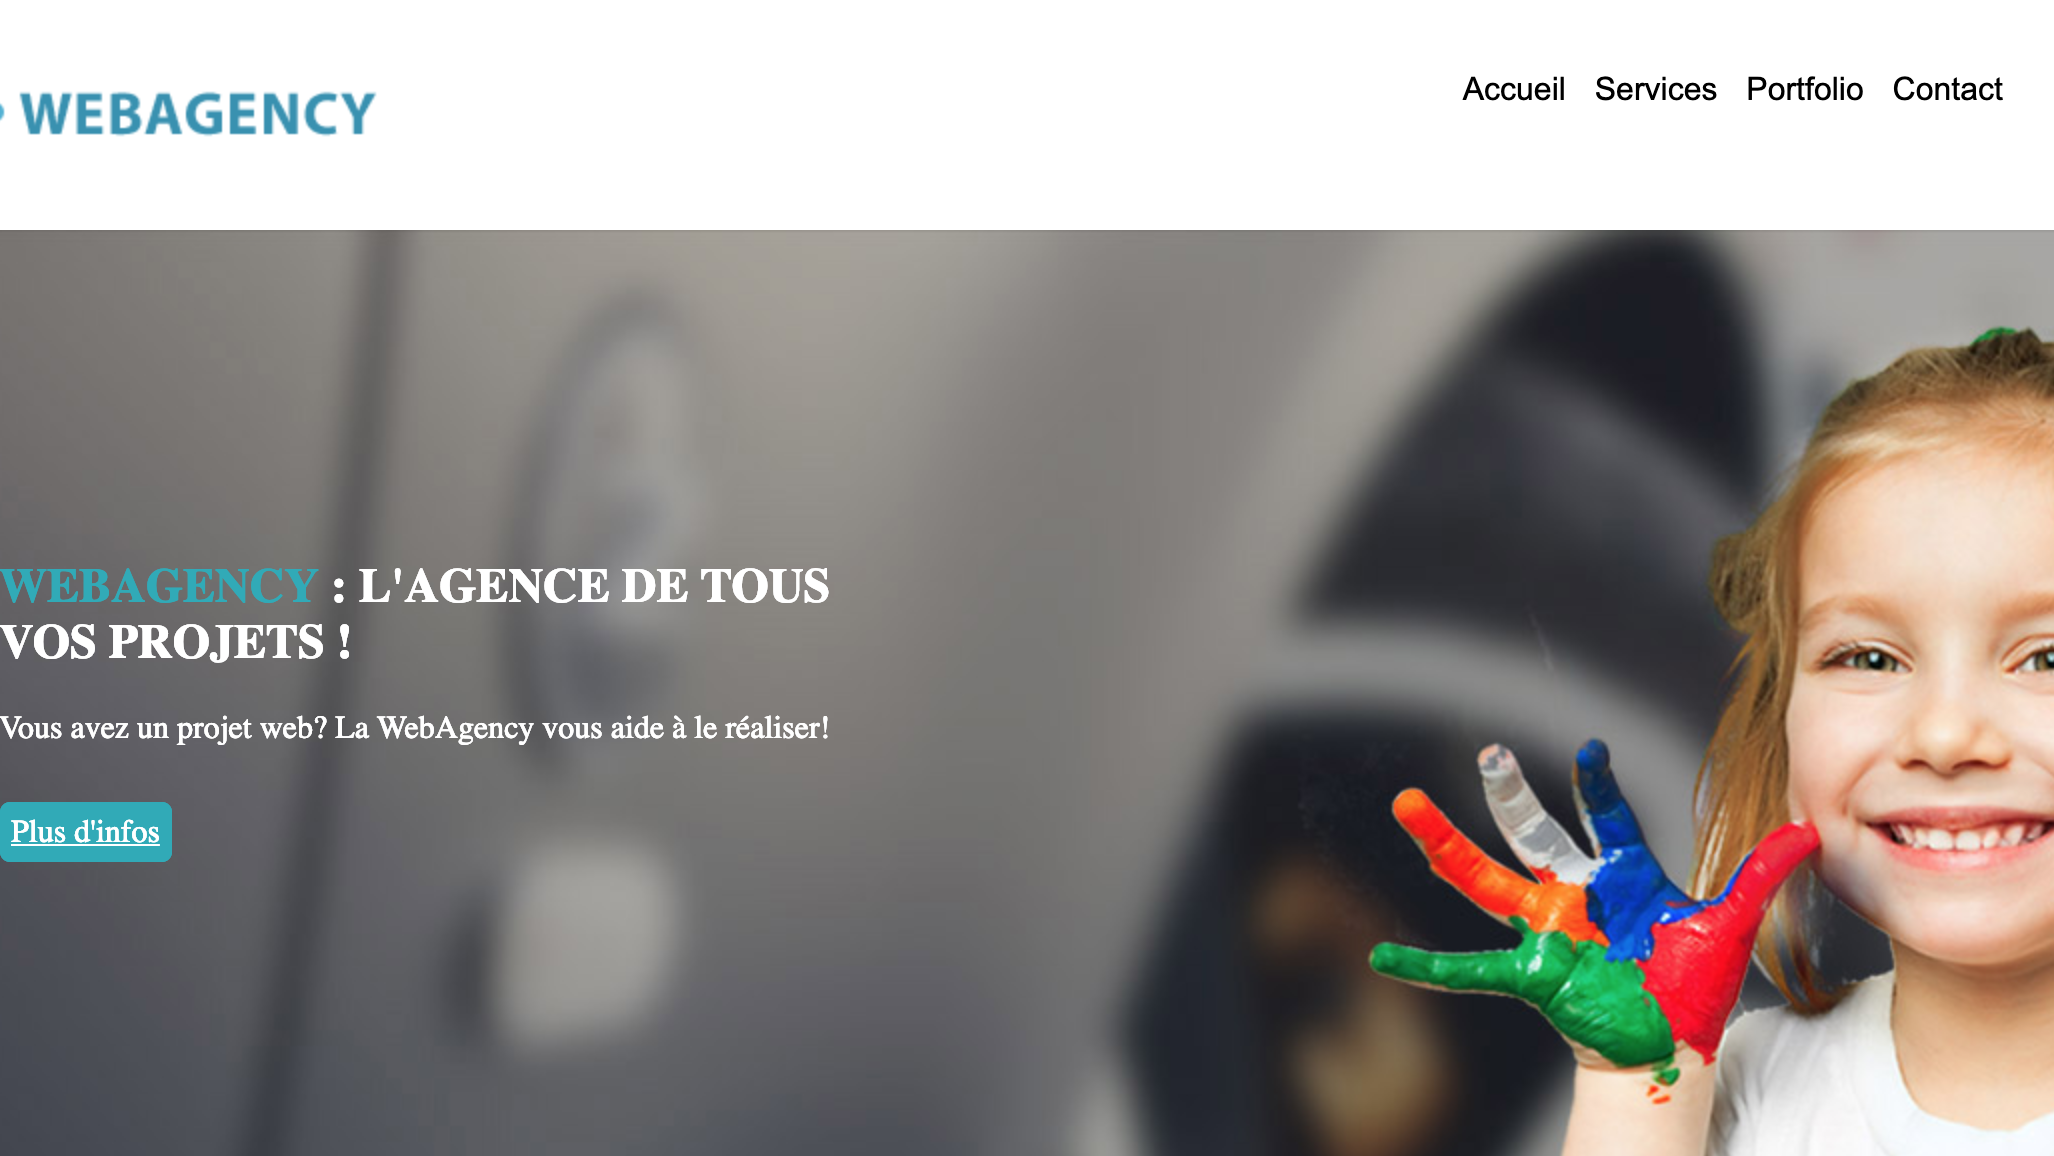 WEBAGENCY
Accueil Services Portfolio Contact
WEBAGENCY : L'AGENCE DE TOUS
VOS PROJETS !
Vous avez un projet web? La WebAgency vous aide à le réaliser!
Plus d'infos